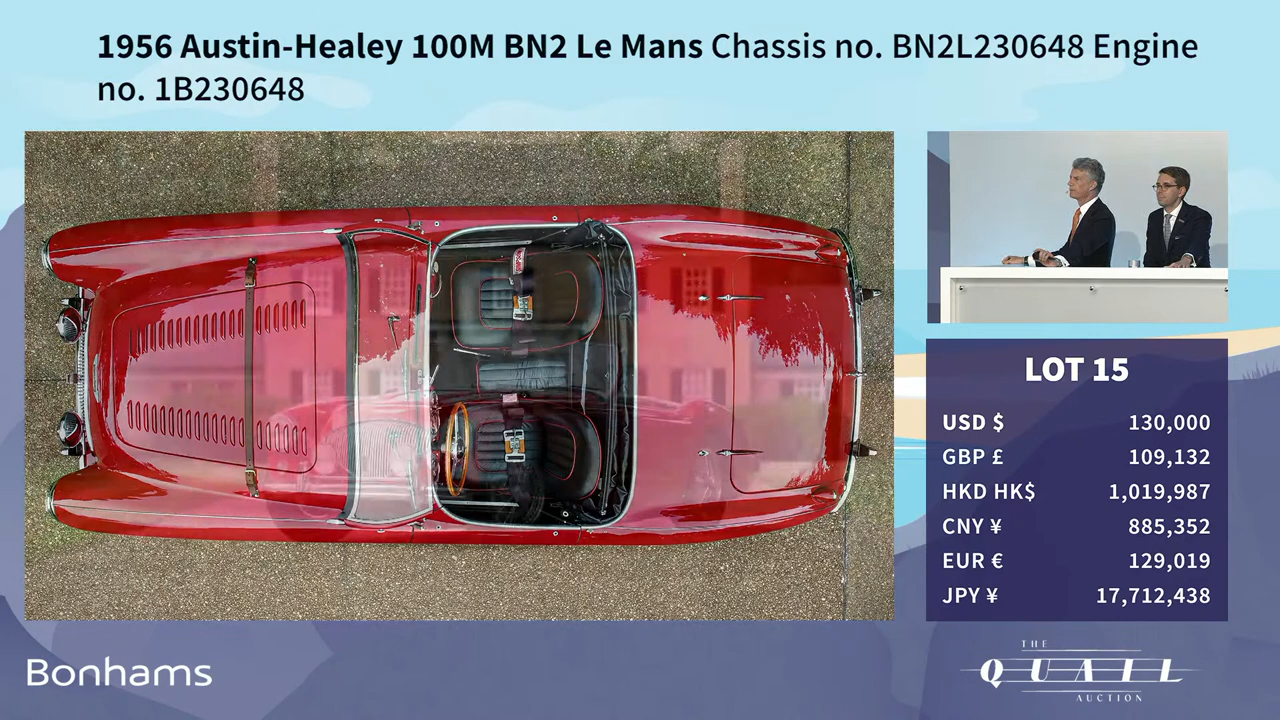 1956 Austin-Healey 100M BN2 Le Mans Chassis no. BN2L230648 Engine
no. 1B230648
LOT 15
USD $ 130,000
GBP £ 109,132
HKD HK$ 1,019,987
CNY ¥ 885,352
EUR € 129,019
JPY ¥ 17,712,438
Bonhams
THE
QUAIL
AUCTION